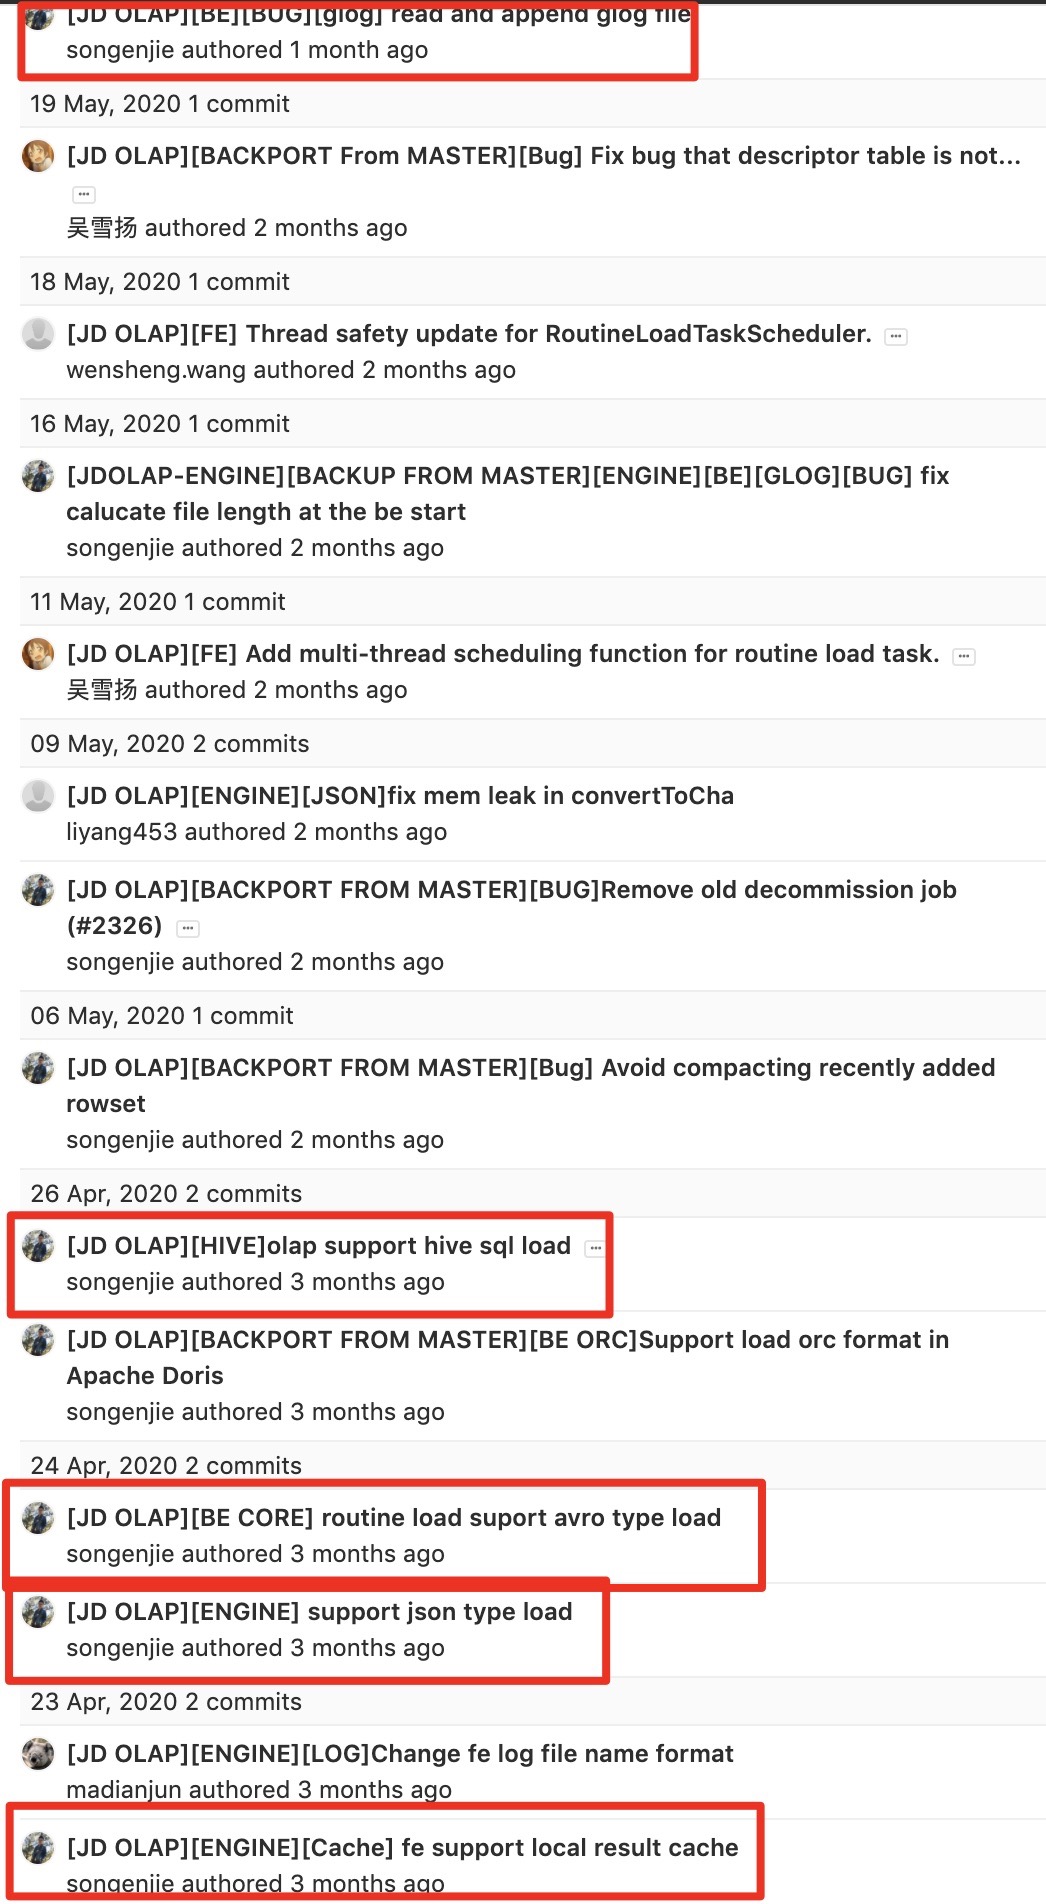 [JD OLAP][BE][BUG][glog] read and append glog file
songenjie authored 1 month ago
19 May, 2020 1 commit
[JD OLAP][BACKPORT From MASTER][Bug] Fix bug that descriptor table is not...
吴雪扬 authored 2 months ago
18 May, 2020 1 commit
[JD OLAP][FE] Thread safety update for RoutineLoadTaskScheduler.
wensheng.wang authored 2 months ago
16 May, 2020 1 commit
[JDOLAP-ENGINE][BACKUP FROM MASTER][ENGINE][BE][GLOG][BUG] fix
calucate file length at the be start
songenjie authored 2 months ago
11 May, 2020 1 commit
[JD OLAP][FE] Add multi-thread scheduling function for routine load task.
吴雪扬 authored 2 months ago
09 May, 2020 2 commits
[JD OLAP][ENGINE][JSON]fix mem leak in convertToCha
liyang453 authored 2 months ago
[JD OLAP][BACKPORT FROM MASTER][BUG]Remove old decommission job
(#2326)
songenjie authored 2 months ago
06 May, 2020 1 commit
[JD OLAP][BACKPORT FROM MASTER][Bug] Avoid compacting recently added
rowset
songenjie authored 2 months ago
26 Apr, 2020 2 commits
[JD OLAP][HIVE]olap support hive sql load
songenjie authored 3 months ago
[JD OLAP][BACKPORT FROM MASTER][BE ORC]Support load orc format in
Apache Doris
songenjie authored 3 months ago
24 Apr, 2020 2 commits
[JD OLAP][BE CORE] routine load suport avro type load
songenjie authored 3 months ago
[JD OLAP][ENGINE] support json type load
songenjie authored 3 months ago
23 Apr, 2020 2 commits
[JD OLAP][ENGINE][LOG]Change fe log file name format
madianjun authored 3 months ago
[JD OLAP][ENGINE][Cache] fe support local result cache
songenjie authored 3 months ago